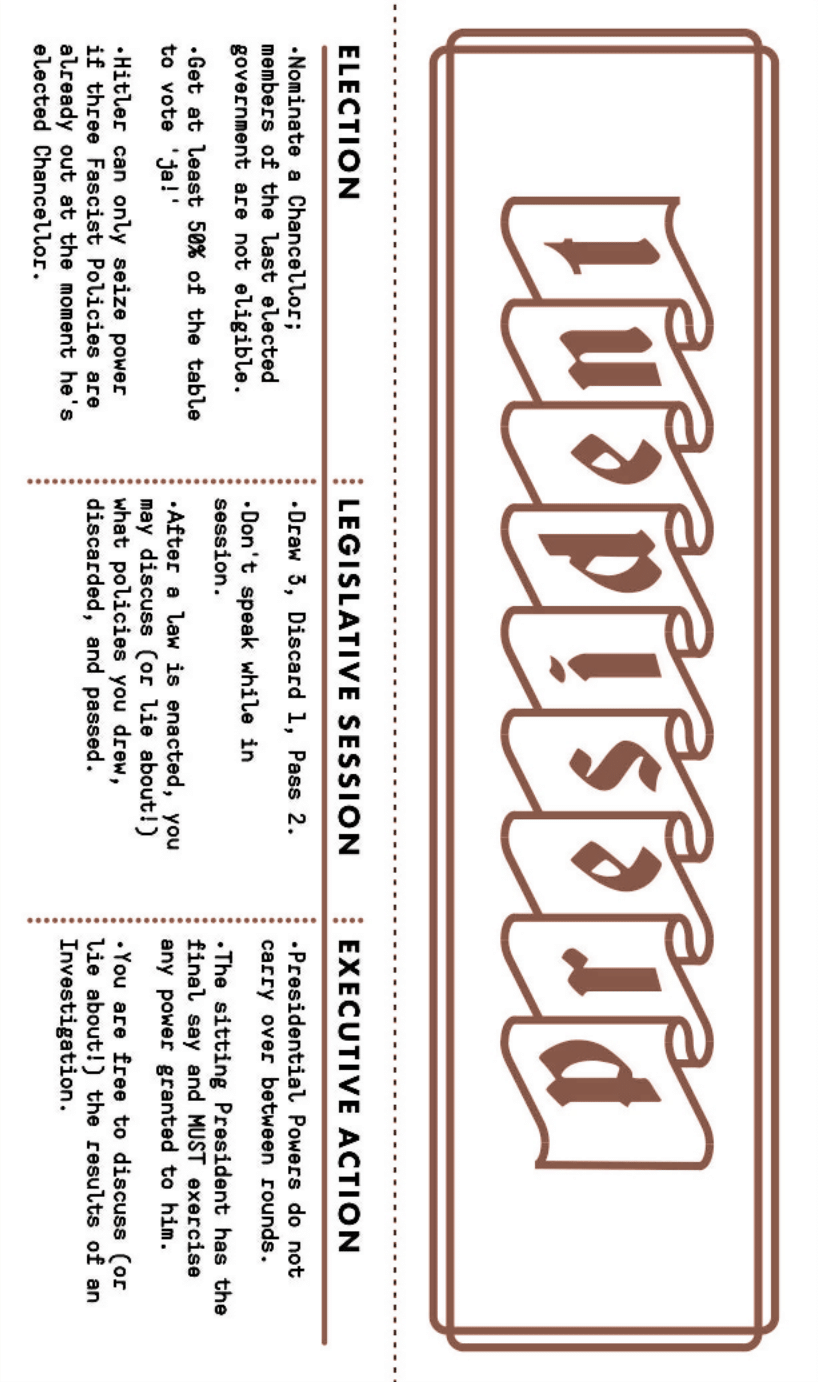 president
ELECTION
·Nominate a Chancellor;
members of the last elected
government are not eligible.
·Get at least 50% of the table
to vote 'ja!'
·Hitler can only seize power
if three Fascist Policies are
already out at the moment he's
elected Chancellor.
LEGISLATIVE SESSION
·Draw 3, Discard 1, Pass 2.
·Don't speak while in
session.
·After a law is enacted, you
may discuss (or lie about!)
what policies you drew,
discarded, and passed.
EXECUTIVE ACTION
·Presidential Powers do not
carry over between rounds.
·The sitting President has the
final say and MUST exercise
any power granted to him.
·You are free to discuss (or
lie about!) the results of an
Investigation.